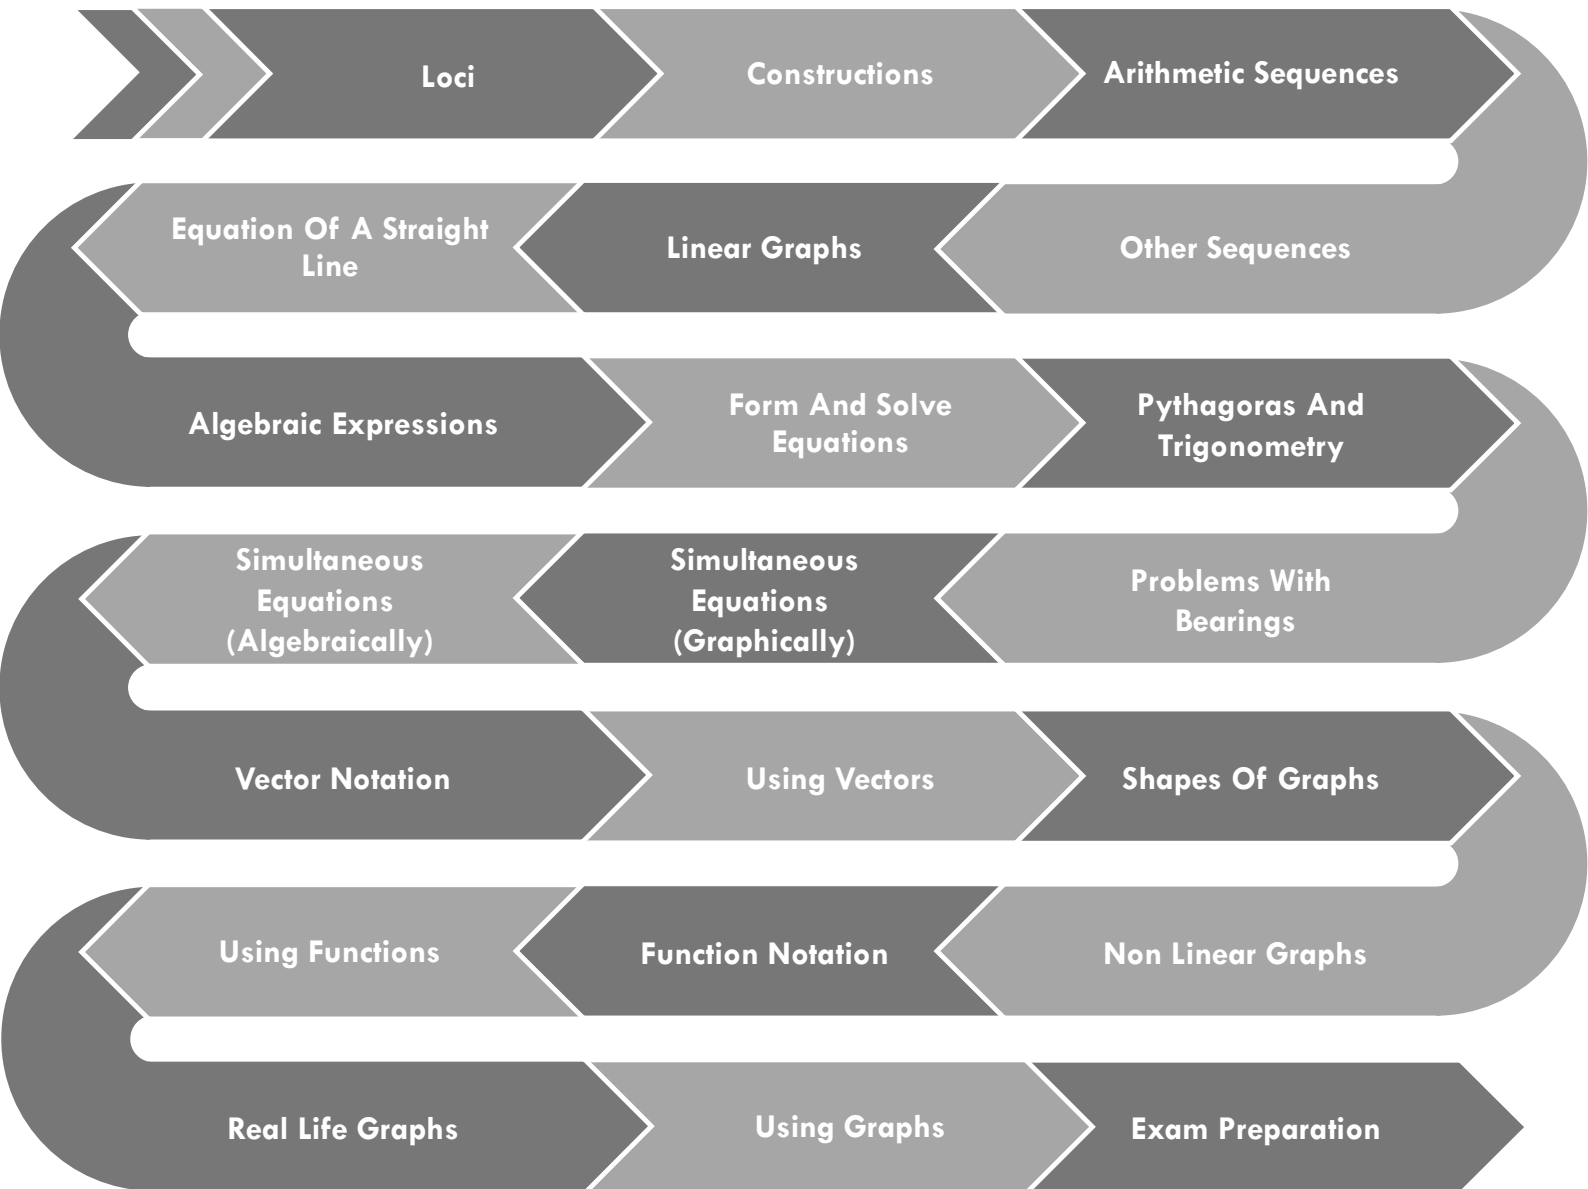 Loci
Constructions
Arithmetic Sequences
Other Sequences
Linear Graphs
Equation Of A Straight
Line
Algebraic Expressions
Form And Solve
Equations
Pythagoras And
Trigonometry
Problems With
Bearings
Simultaneous
Equations
(Graphically)
Simultaneous
Equations
(Algebraically)
Vector Notation
Using Vectors
Shapes Of Graphs
Non Linear Graphs
Function Notation
Using Functions
Real Life Graphs
Using Graphs
Exam Preparation